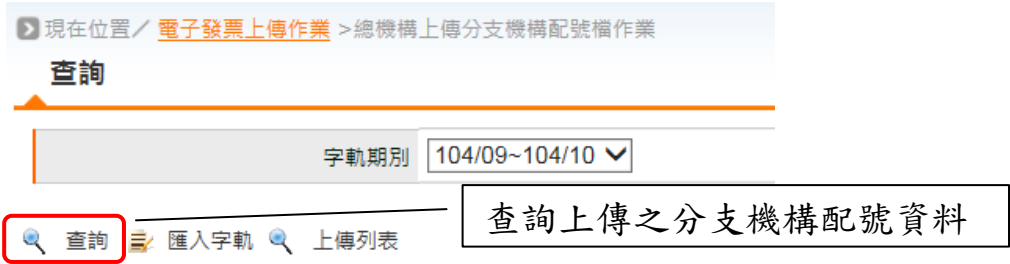 現在位置／ 電子發票上傳作業 >總機構上傳分支機構配號檔作業
查詢
字軌期別 104/09~104/10
查詢上傳之分支機構配號資料
查詢 匯入字軌 上傳列表